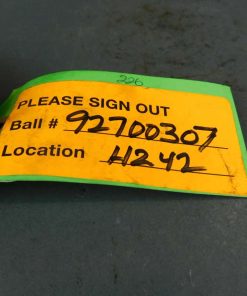 226
PLEASE SIGN OUT
Ball # 92700307
Location H242